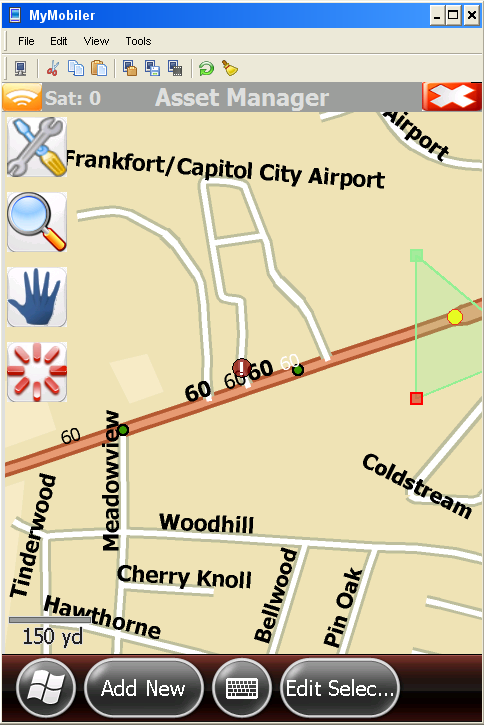 MyMobiler
File Edit View Tools
Sat: 0 Asset Manager
Airport
Frankfort/Capitol City Airport
60
60
60
60
60
Meadowview
Coldstream
Tinderwood
Woodhill
Cherry Knoll
Bellwood
Pin Oak
Hawthorne
150 yd
Add New Edit Selec...